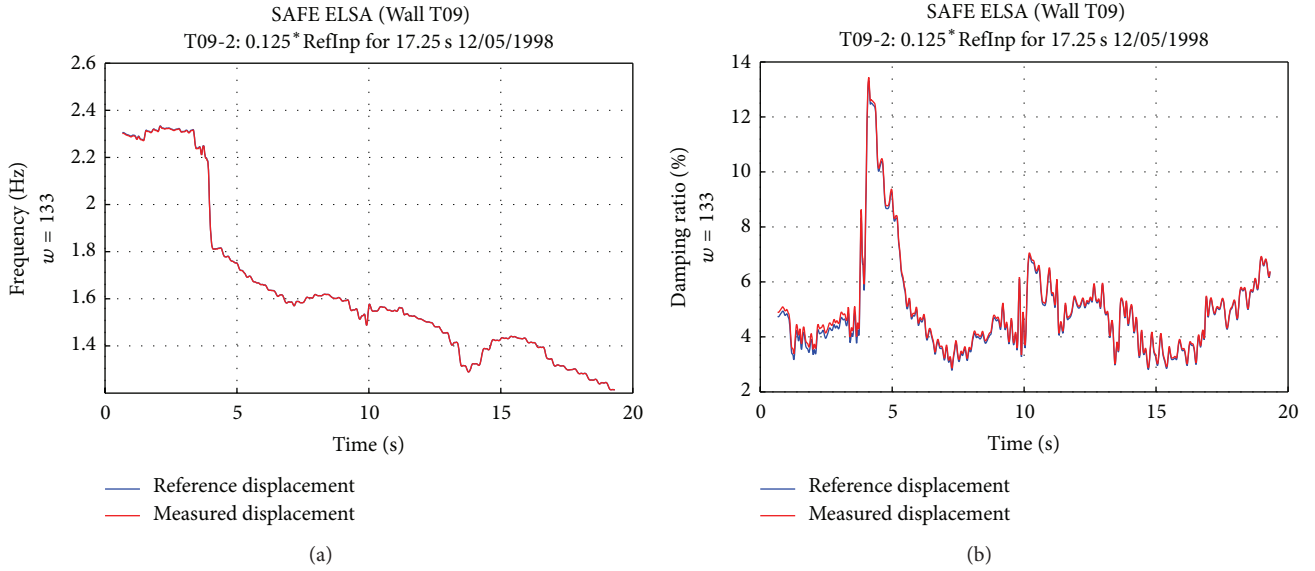 SAFE ELSA (Wall T09)
T09-2: 0.125* RefInp for 17.25 s 12/05/1998
Frequency (Hz)
w = 133
2.6
2.4
2.2
2
1.8
1.6
1.4
0 5 10 15 20
Time (s)
Reference displacement
Measured displacement
(a)
SAFE ELSA (Wall T09)
T09-2: 0.125* RefInp for 17.25 s 12/05/1998
Damping ratio (%)
w = 133
14
12
10
8
6
4
2
0 5 10 15 20
Time (s)
Reference displacement
Measured displacement
(b)